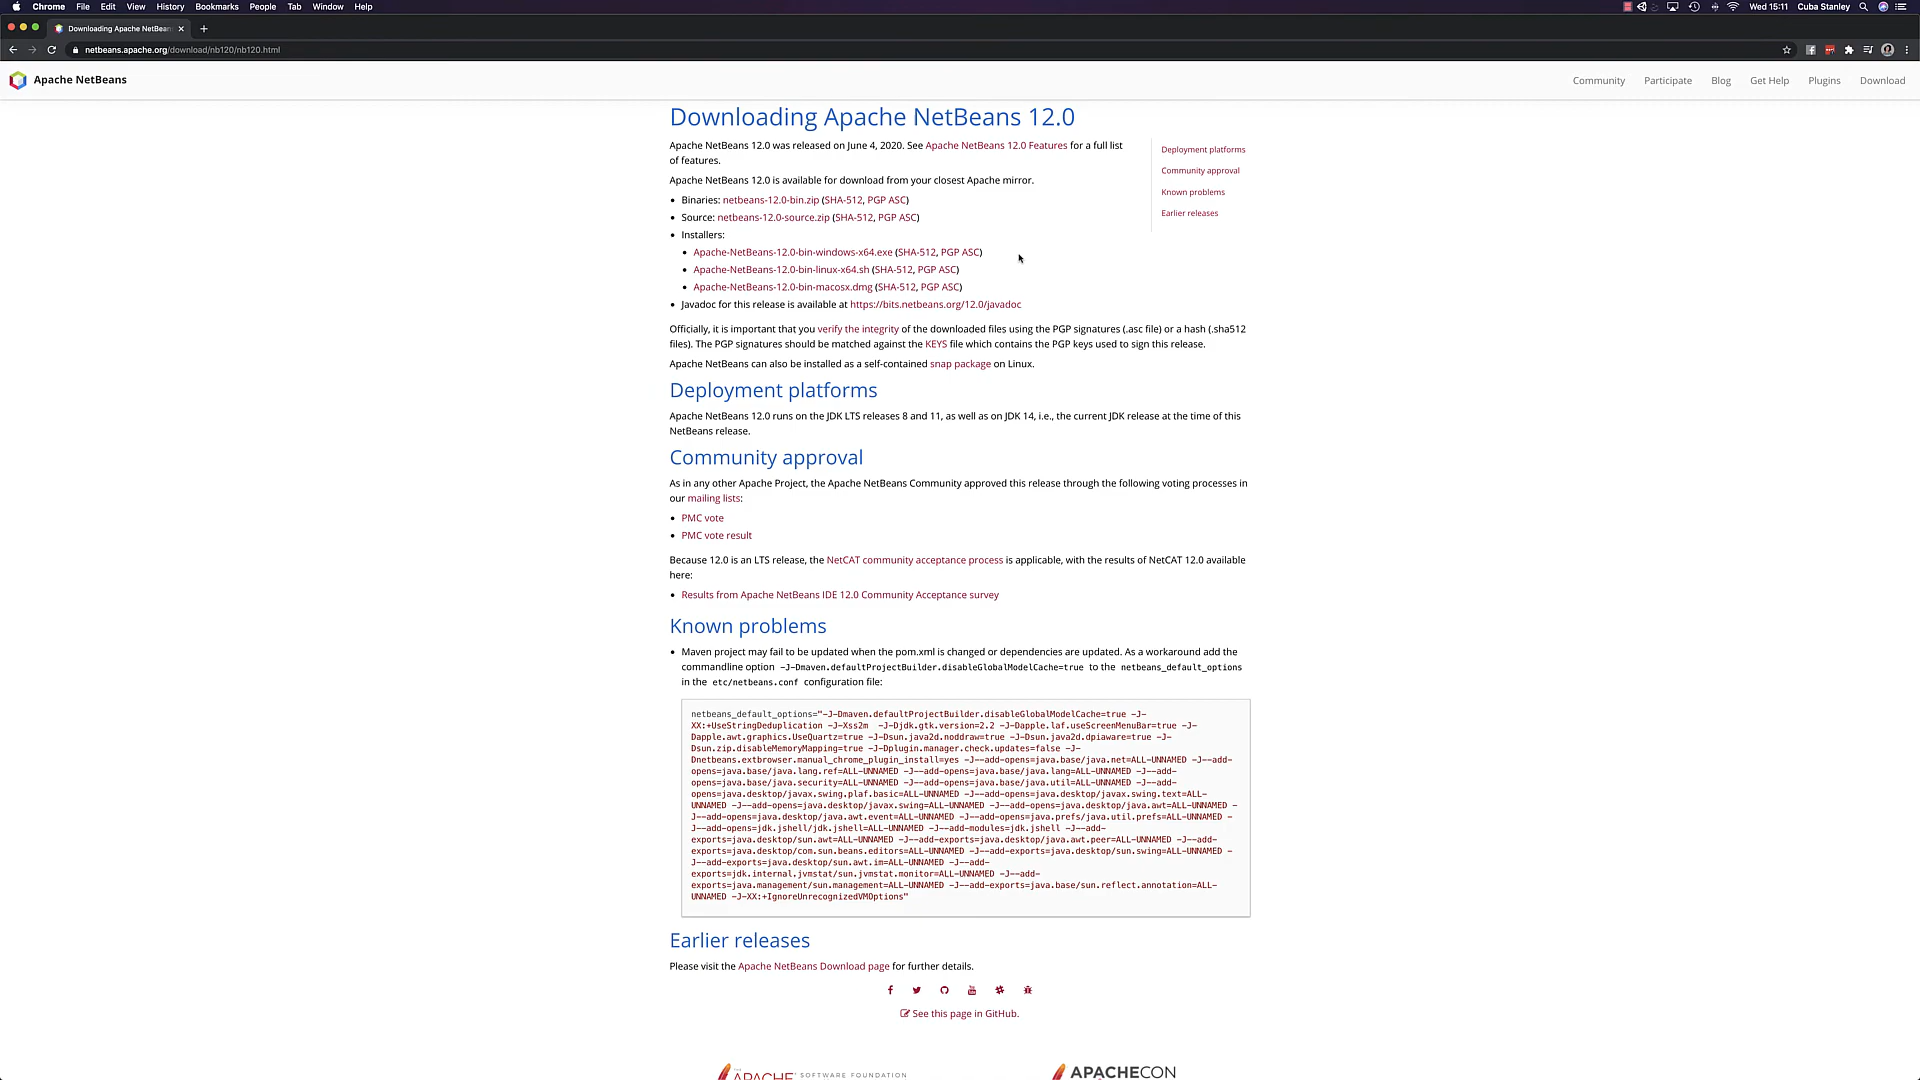 Chrome File Edit View History Bookmarks People Tab Window Help Wed 15:11 Cuba Stanley
Downloading Apache NetBean
netbeans.apache.org/download/nb120/nb120.html
Apache NetBeans Community Participate Blog Get Help Plugins Download
Downloading Apache NetBeans 12.0
Apache NetBeans 12.0 was released on June 4, 2020. See Apache NetBeans 12.0 Features for a full list
of features.
Apache NetBeans 12.0 is available for download from your closest Apache mirror.
• Binaries: netbeans-12.0-bin.zip (SHA-512, PGP ASC)
• Source: netbeans-12.0-source.zip (SHA-512, PGP ASC)
• Installers:
• Apache-NetBeans-12.0-bin-windows-x64.exe (SHA-512, PGP ASC)
• Apache-NetBeans-12.0-bin-linux-x64.sh (SHA-512, PGP ASC)
• Apache-NetBeans-12.0-bin-macosx.dmg (SHA-512, PGP ASC)
• Javadoc for this release is available at https://bits.netbeans.org/12.0/javadoc
Deployment platforms
Community approval
Known problems
Earlier releases
Officially, it is important that you verify the integrity of the downloaded files using the PGP signatures (.asc file) or a hash (.sha512
files). The PGP signatures should be matched against the KEYS file which contains the PGP keys used to sign this release.
Apache NetBeans can also be installed as a self-contained snap package on Linux.
Deployment platforms
Apache NetBeans 12.0 runs on the JDK LTS releases 8 and 11, as well as on JDK 14, i.e., the current JDK release at the time of this
NetBeans release.
Community approval
As in any other Apache Project, the Apache NetBeans Community approved this release through the following voting processes in
our mailing lists:
• PMC vote
• PMC vote result
Because 12.0 is an LTS release, the NetCAT community acceptance process is applicable, with the results of NetCAT 12.0 available
here:
• Results from Apache NetBeans IDE 12.0 Community Acceptance survey
Known problems
• Maven project may fail to be updated when the pom.xml is changed or dependencies are updated. As a workaround add the
commandline option -J-Dmaven.defaultProjectBuilder.disableGlobalModelCache=true to the netbeans_default_options
in the etc/netbeans.conf configuration file:
netbeans_default_options="-J-Dmaven.defaultProjectBuilder.disableGlobalModelCache=true -J-
XX:+UseStringDeduplication -J-Xss2m -J-Djdk.gtk.version=2.2 -J-Dapple.laf.useScreenMenuBar=true -J-
Dapple.awt.graphics.UseQuartz=true -J-Dsun.java2d.noddraw=true -J-Dsun.java2d.dpiaware=true -J-
Dsun.zip.disableMemoryMapping=true -J-Dplugin.manager.check.updates=false -J-
Dnetbeans.extbrowser.manual_chrome_plugin_install=yes -J--add-opens=java.base/java.net=ALL-UNNAMED -J--add-
opens=java.base/java.lang.ref=ALL-UNNAMED -J--add-opens=java.base/java.lang=ALL-UNNAMED -J--add-
opens=java.base/java.security=ALL-UNNAMED -J--add-opens=java.base/java.util=ALL-UNNAMED -J--add-
opens=java.desktop/javax.swing.plaf.basic=ALL-UNNAMED -J--add-opens=java.desktop/javax.swing.text=ALL-
UNNAMED -J--add-opens=java.desktop/javax.swing=ALL-UNNAMED -J--add-opens=java.desktop/java.awt=ALL-UNNAMED -
J--add-opens=java.desktop/java.awt.event=ALL-UNNAMED -J--add-opens=java.prefs/java.util.prefs=ALL-UNNAMED -
J--add-opens=jdk.jshell/jdk.jshell=ALL-UNNAMED -J--add-modules=jdk.jshell -J--add-
exports=java.desktop/sun.awt=ALL-UNNAMED -J--add-exports=java.desktop/java.awt.peer=ALL-UNNAMED -J--add-
exports=java.desktop/com.sun.beans.editors=ALL-UNNAMED -J--add-exports=java.desktop/sun.swing=ALL-UNNAMED -
J--add-exports=java.desktop/sun.awt.im=ALL-UNNAMED -J--add-
exports=jdk.internal.jvmstat/sun.jvmstat.monitor=ALL-UNNAMED -J--add-
exports=java.management/sun.management=ALL-UNNAMED -J--add-exports=java.base/sun.reflect.annotation=ALL-
UNNAMED -J-XX:+IgnoreUnrecognizedVMOptions"
Earlier releases
Please visit the Apache NetBeans Download page for further details.
See this page in GitHub.
APACHE SOFTWARE FOUNDATION APACHECON